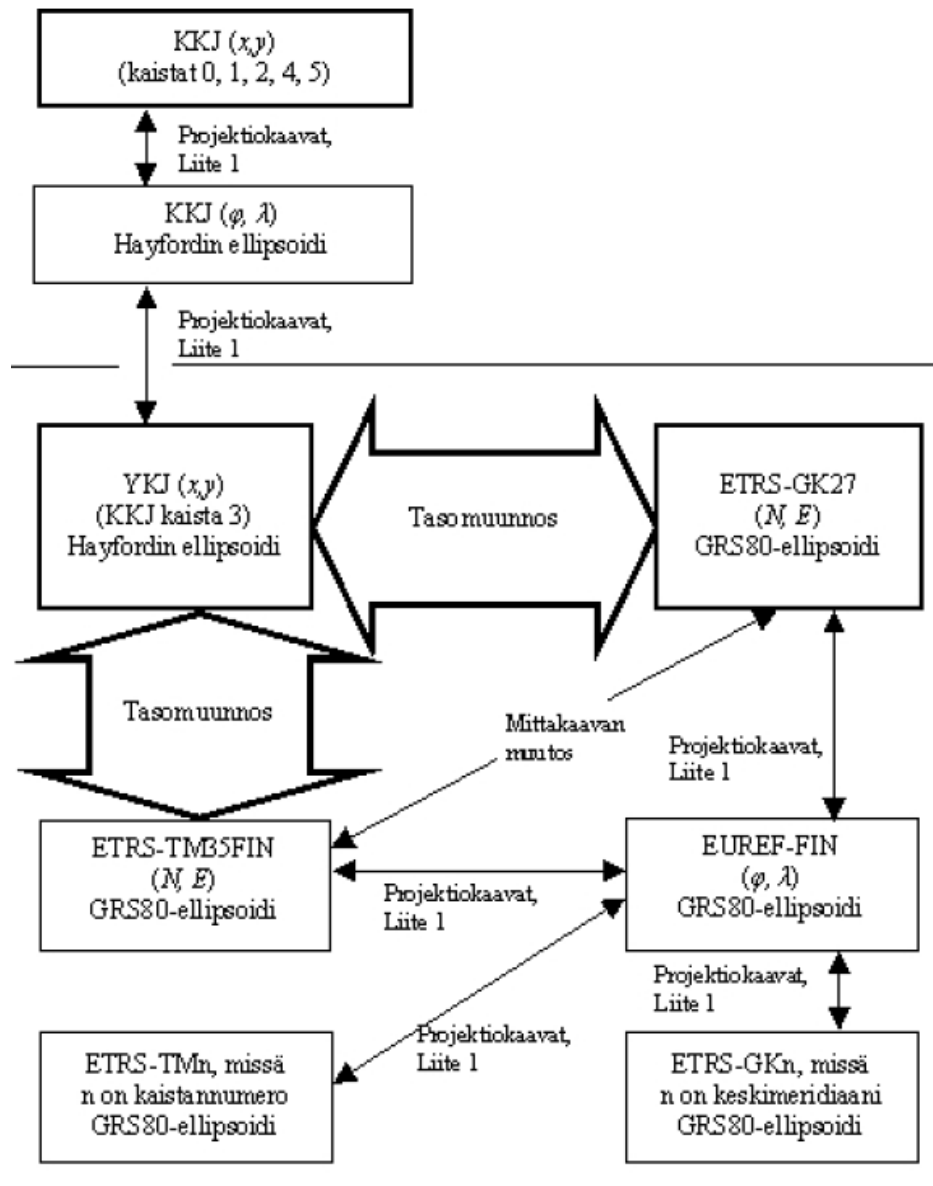 KKJ (x,y)
(kaistat 0, 1, 2, 4, 5)
Projektiokaavat,
Liite 1
KKJ (φ, λ)
Hayfordin ellipsoidi
Projektiokaavat,
Liite 1
YKJ (x,y)
(KKJ kaista 3)
Hayfordin ellipsoidi
Tasomuunnos
ETRS-GK27
(N, E)
GRS80-ellipsoidi
Tasomuunnos
Mittakaavan
muutos
Projektiokaavat,
Liite 1
ETRS-TM35FIN
(N, E)
GRS80-ellipsoidi
Projektiokaavat,
Liite 1
EUREF-FIN
(φ, λ)
GRS80-ellipsoidi
Projektiokaavat,
Liite 1
Projektiokaavat,
Liite 1
ETRS-TMn, missä
n on kaistannumero
GRS80-ellipsoidi
ETRS-GKn, missä
n on keskimeridiaani
GRS80-ellipsoidi